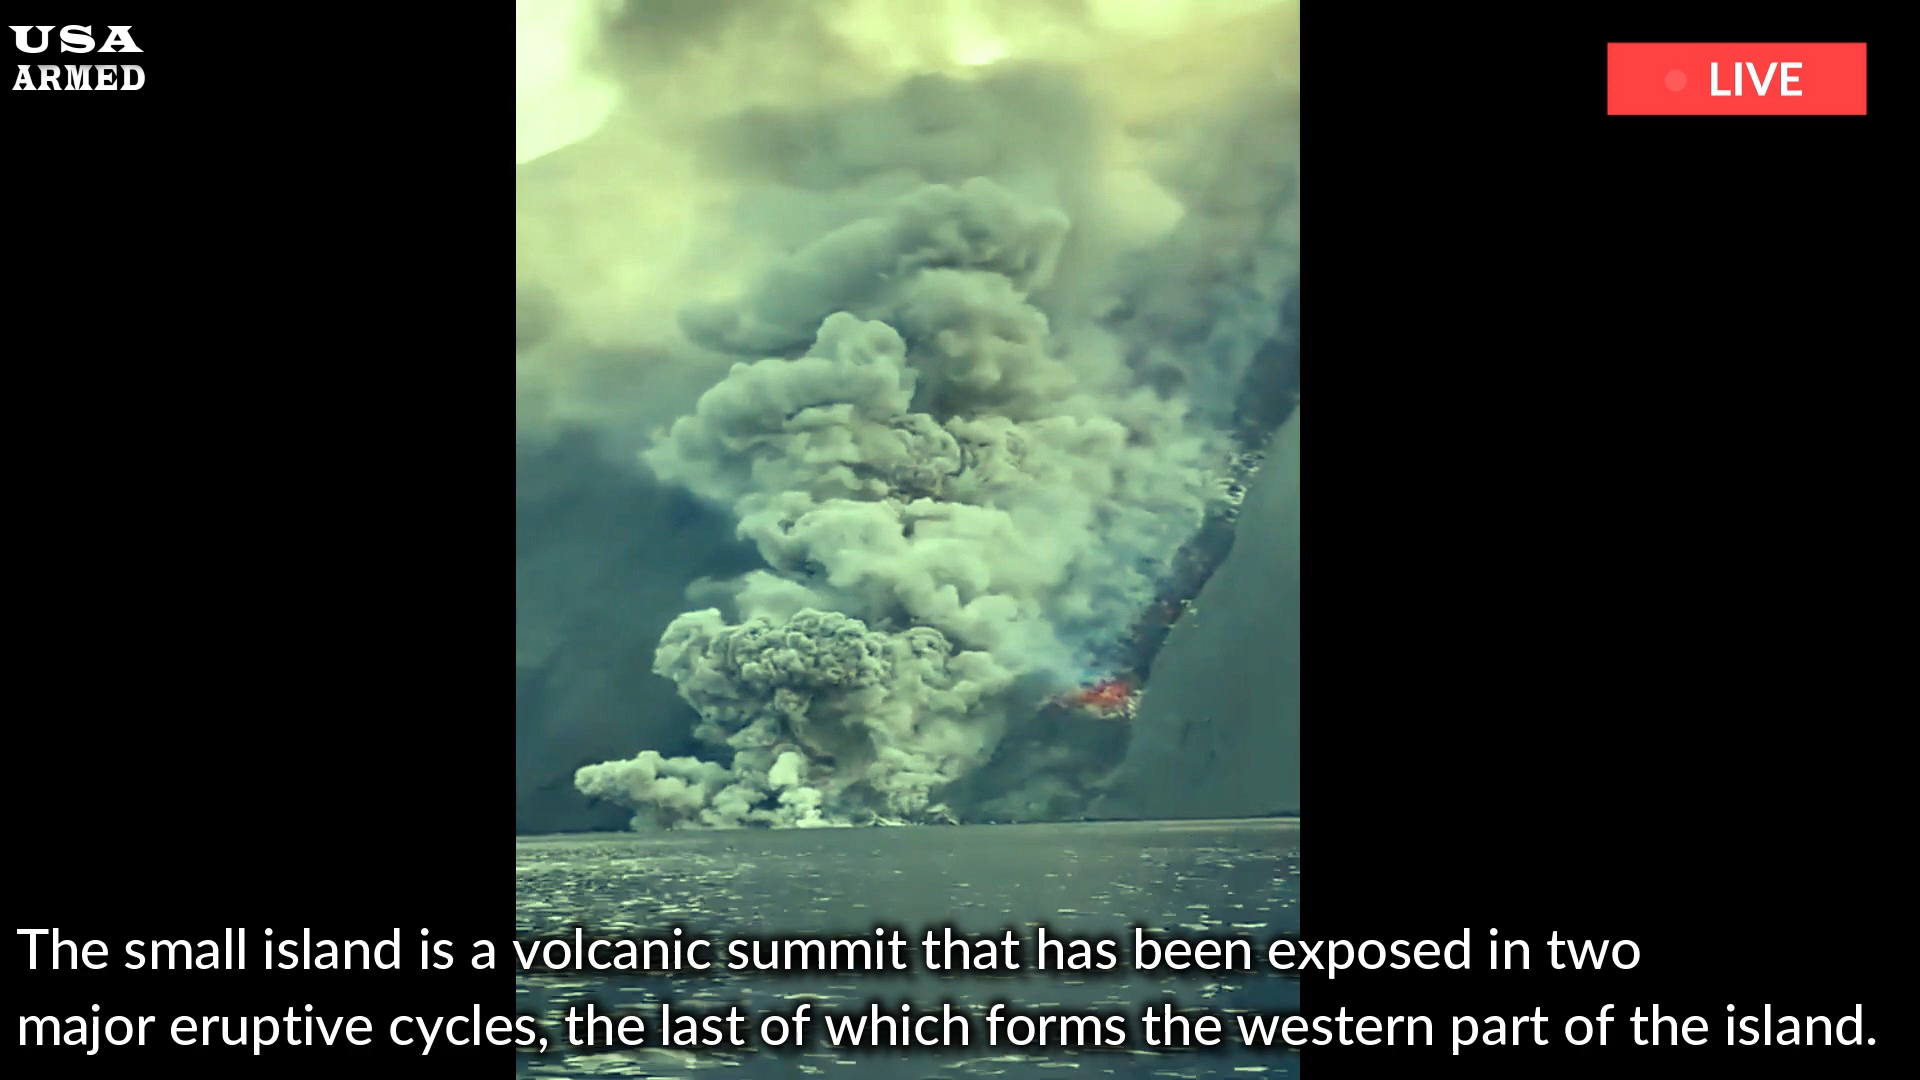 USA
ARMED
LIVE
The small island is a volcanic summit that has been exposed in two
major eruptive cycles, the last of which forms the western part of the island.